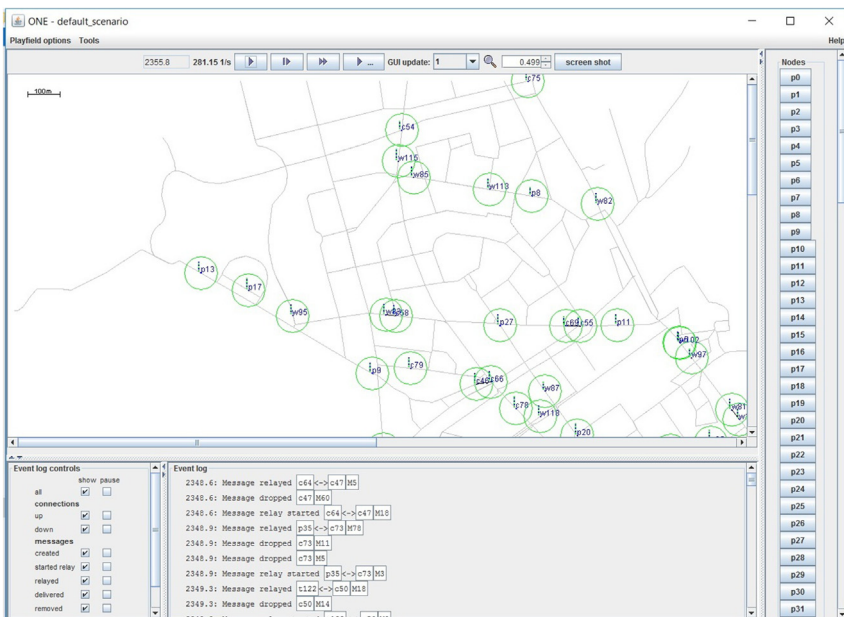 ONE - default_scenario
Playfield options Tools Help
2355.8 281.15 1/s ... GUI update: 1 0.499 screen shot
100m
c75
c54
w115
w85
w113 p8
w82
p13
p17
w95
58
p27
c69 c55 p11
w97
p9
c79
c46 c66
w87
c78
w118
p20
w81
Nodes
p0
p1
p2
p3
p4
p5
p6
p7
p8
p9
p10
p11
p12
p13
p14
p15
p16
p17
p18
p19
p20
p21
p22
p23
p24
p25
p26
p27
p28
p29
p30
p31
Event log controls
show pause
all
connections
up
down
messages
created
started relay
relayed
delivered
removed
Event log
2348.6: Message relayed c64<->c47 M5
2348.6: Message dropped c47 M60
2348.6: Message relay started c64<->c47 M18
2348.9: Message relayed p35<->c73 M78
2348.9: Message dropped c73 M11
2348.9: Message dropped c73 M5
2348.9: Message relay started p35<->c73 M3
2349.3: Message relayed t122<->c50 M18
2349.3: Message dropped c50 M14